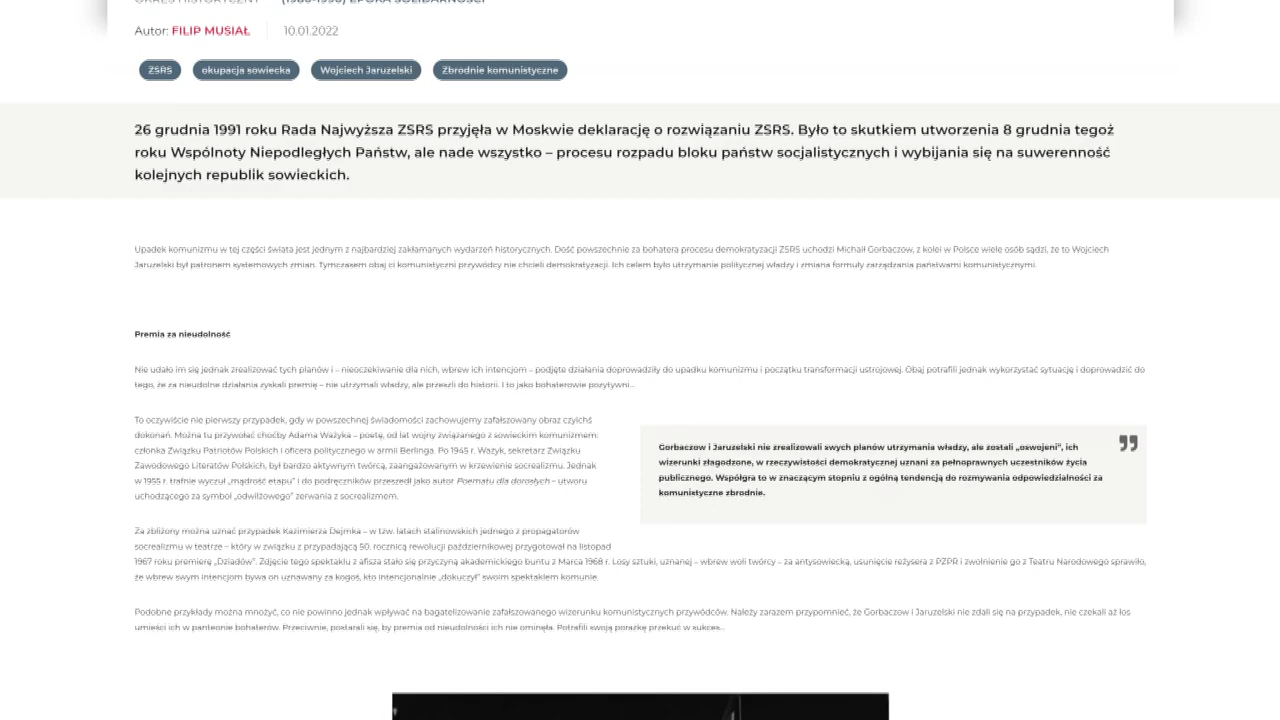 OKRES HISTORYCZNY (1980-1990) EPOKA SOLIDARNOŚCI
Autor: FILIP MUSIAŁ 10.01.2022
ZSRS okupacja sowiecka Wojciech Jaruzelski Zbrodnie komunistyczne
26 grudnia 1991 roku Rada Najwyższa ZSRS przyjęła w Moskwie deklarację o rozwiązaniu ZSRS. Było to skutkiem utworzenia 8 grudnia tegoż
roku Wspólnoty Niepodległych Państw, ale nade wszystko – procesu rozpadu bloku państw socjalistycznych i wybijania się na suwerenność
kolejnych republik sowieckich.
Upadek komunizmu w tej części świata jest jednym z najbardziej zakłamanych wydarzeń historycznych. Dość powszechnie za bohatera procesu demokratyzacji ZSRS uchodzi Michaił Gorbaczow, z kolei w Polsce wiele osób sądzi, że to Wojciech
Jaruzelski był patronem systemowych zmian. Tymczasem obaj ci komunistyczni przywódcy nie chcieli demokratyzacji. Ich celem było utrzymanie politycznej władzy i zmiana formuły zarządzania państwami komunistycznymi.
Premia za nieudolność
Nie udało im się jednak zrealizować tych planów i – nieoczekiwanie dla nich, wbrew ich intencjom – podjęte działania doprowadziły do upadku komunizmu i początku transformacji ustrojowej. Obaj potrafili jednak wykorzystać sytuację i doprowadzić do
tego, że za nieudolne działania zyskali premię – nie utrzymali władzy, ale przeszli do historii. I to jako bohaterowie pozytywni…
To oczywiście nie pierwszy przypadek, gdy w powszechnej świadomości zachowujemy zafałszowany obraz czyichś
dokonań. Można tu przywołać choćby Adama Ważyka – poetę, od lat wojny związanego z sowieckim komunizmem:
członka Związku Patriotów Polskich i oficera politycznego w armii Berlinga. Po 1945 r. Ważyk, sekretarz Związku
Zawodowego Literatów Polskich, był bardzo aktywnym twórcą, zaangażowanym w krzewienie socrealizmu. Jednak
w 1955 r. trafnie wyczuł „mądrość etapu” i do podręczników przeszedł jako autor Poematu dla dorosłych – utworu
uchodzącego za symbol „odwilżowego” zerwania z socrealizmem.
Gorbaczow i Jaruzelski nie zrealizowali swych planów utrzymania władzy, ale zostali „oswojeni”, ich
wizerunki złagodzone, w rzeczywistości demokratycznej uznani za pełnoprawnych uczestników życia
publicznego. Współgra to w znaczącym stopniu z ogólną tendencją do rozmywania odpowiedzialności za
komunistyczne zbrodnie.
Za zbliżony można uznać przypadek Kazimierza Dejmka – w tzw. latach stalinowskich jednego z propagatorów
socrealizmu w teatrze – który w związku z przypadającą 50. rocznicą rewolucji październikowej przygotował na listopad
1967 roku premierę „Dziadów”. Zdjęcie tego spektaklu z afisza stało się przyczyną akademickiego buntu z Marca 1968 r. Losy sztuki, uznanej – wbrew woli twórcy – za antysowiecką, usunięcie reżysera z PZPR i zwolnienie go z Teatru Narodowego sprawiło,
że wbrew swym intencjom bywa on uznawany za kogoś, kto intencjonalnie „dokuczył” swoim spektaklem komunie.
Podobne przykłady można mnożyć, co nie powinno jednak wpływać na bagatelizowanie zafałszowanego wizerunku komunistycznych przywódców. Należy zarazem przypomnieć, że Gorbaczow i Jaruzelski nie zdali się na przypadek, nie czekali aż los
umieści ich w panteonie bohaterów. Przeciwnie, postarali się, by premia od nieudolności ich nie ominęła. Potrafili swoją porażkę przekuć w sukces…